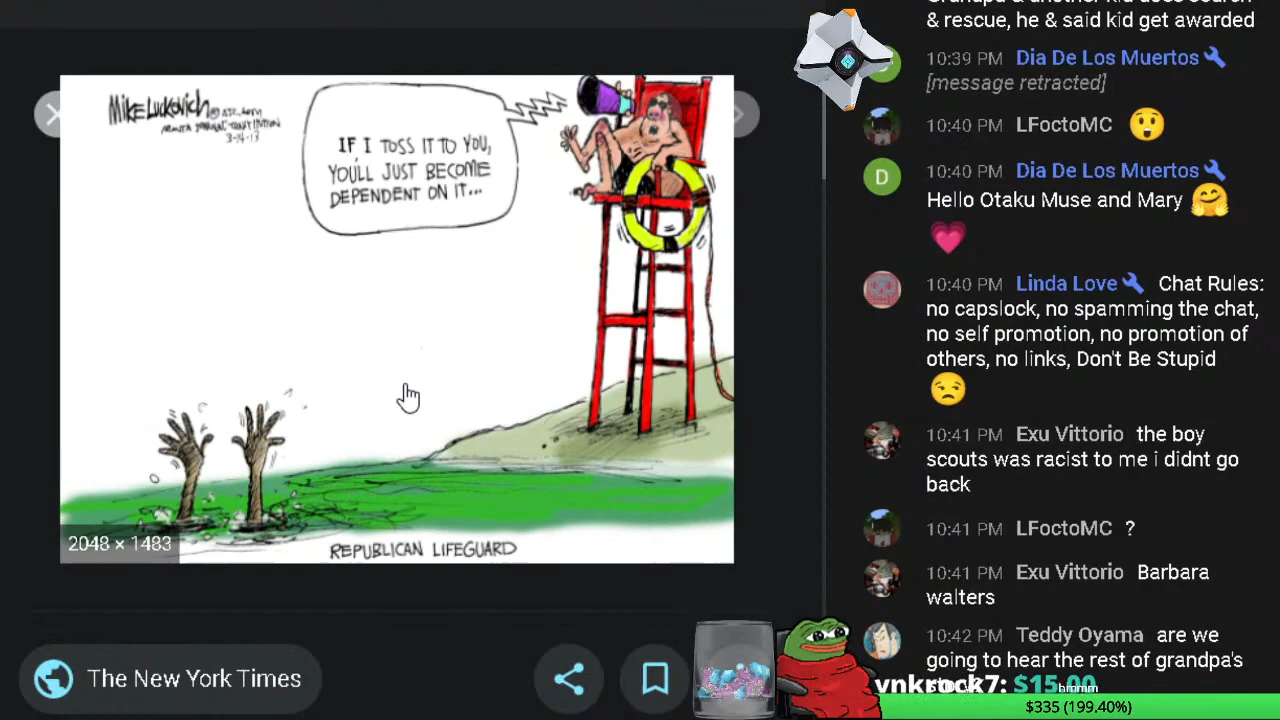 MIKE LUCKOVICH
3-14-13
IF I TOSS IT TO YOU,
YOU'LL JUST BECOME
DEPENDENT ON IT...
2048 × 1483
REPUBLICAN LIFEGUARD
The New York Times
& rescue, he & said kid get awarded
10:39 PM Dia De Los Muertos
[message retracted]
10:40 PM LFoctoMC
D
10:40 PM Dia De Los Muertos
Hello Otaku Muse and Mary
10:40 PM Linda Love Chat Rules:
no capslock, no spamming the chat,
no self promotion, no promotion of
others, no links, Don't Be Stupid
10:41 PM Exu Vittorio the boy
scouts was racist to me i didnt go
back
10:41 PM LFoctoMC ?
10:41 PM Exu Vittorio Barbara
walters
10:42 PM Teddy Oyama are we
going to hear the rest of grandpa's
vnkrock7: $15.00
hmmm
$335 (199.40%)